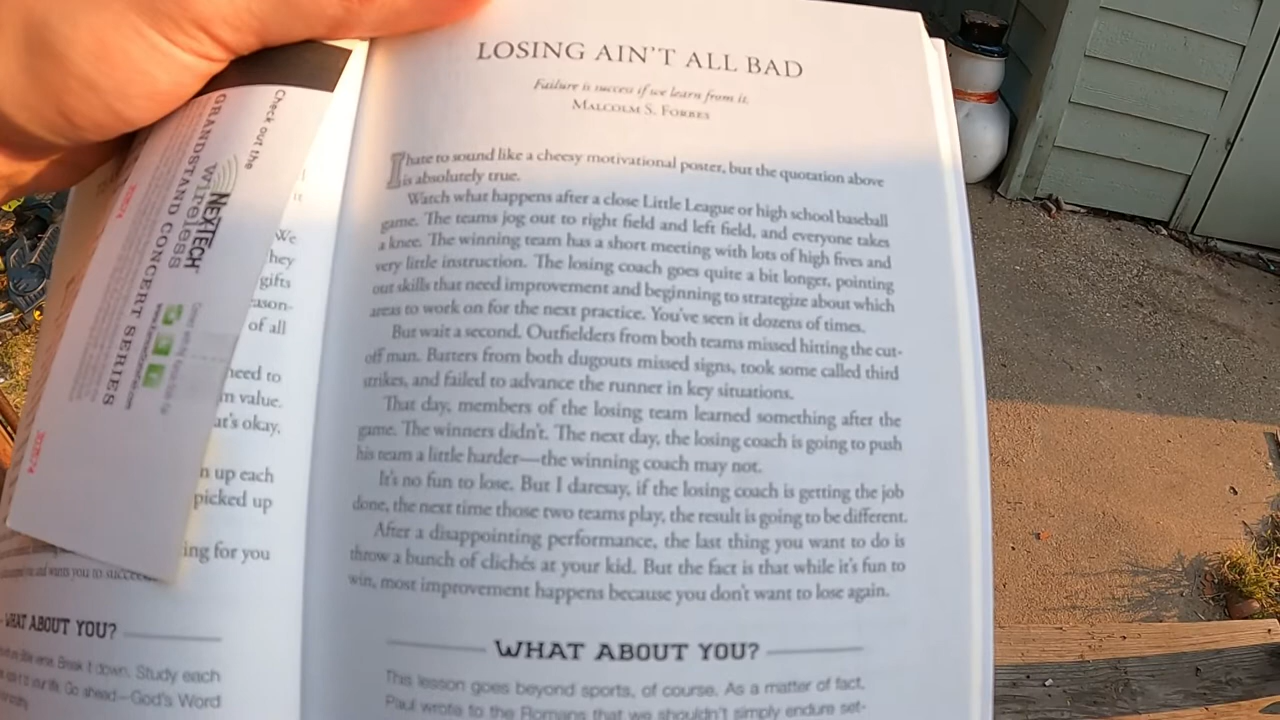 Check out the
NEXTECH
wireless
GRANDSTAND CONCERT SERIES
We
they
gifts
ason-
of all
need to
n value.
at's okay,
n up each
picked up
ing for you
WHAT ABOUT YOU?
Break it down. Study each
Go ahead—God's Word
LOSING AIN'T ALL BAD
Failure is success if we learn from it.
MALCOLM S. FORBES
I hate to sound like a cheesy motivational poster, but the quotation above
is absolutely true.
Watch what happens after a close Little League or high school baseball
game. The teams jog out to right field and left field, and everyone takes
a knee. The winning team has a short meeting with lots of high fives and
very little instruction. The losing coach goes quite a bit longer, pointing
out skills that need improvement and beginning to strategize about which
areas to work on for the next practice. You've seen it dozens of times.
But wait a second. Outfielders from both teams missed hitting the cut-
off man. Batters from both dugouts missed signs, took some called third
strikes, and failed to advance the runner in key situations.
That day, members of the losing team learned something after the
game. The winners didn't. The next day, the losing coach is going to push
his team a little harder—the winning coach may not.
It's no fun to lose. But I daresay, if the losing coach is getting the job
done, the next time those two teams play, the result is going to be different.
After a disappointing performance, the last thing you want to do is
throw a bunch of clichés at your kid. But the fact is that while it's fun to
win, most improvement happens because you don't want to lose again.
WHAT ABOUT YOU?
This lesson goes beyond sports, of course. As a matter of fact,
Paul wrote to the Romans that we shouldn't simply endure set-